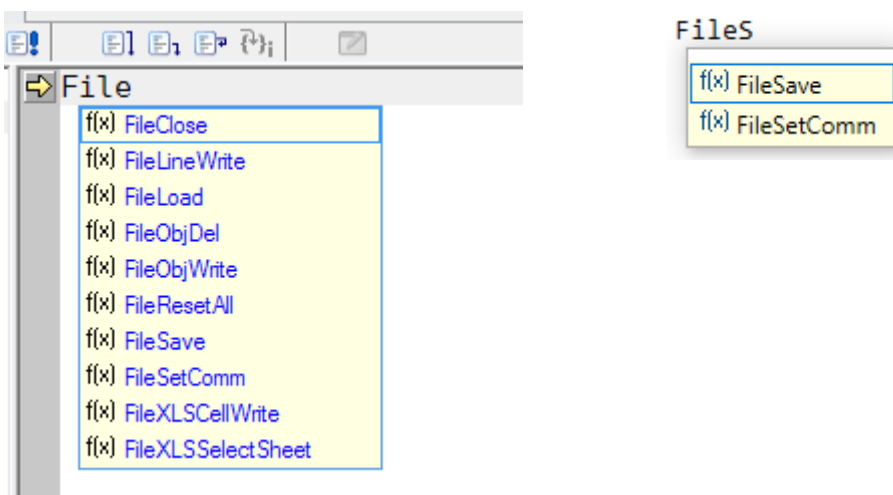 File
f(x) FileClose
f(x) FileLineWrite
f(x) FileLoad
f(x) FileObjDel
f(x) FileObjWrite
f(x) FileResetAll
f(x) FileSave
f(x) FileSetComm
f(x) FileXLSCellWrite
f(x) FileXLSSelectSheet
FileS
f(x) FileSave
f(x) FileSetComm